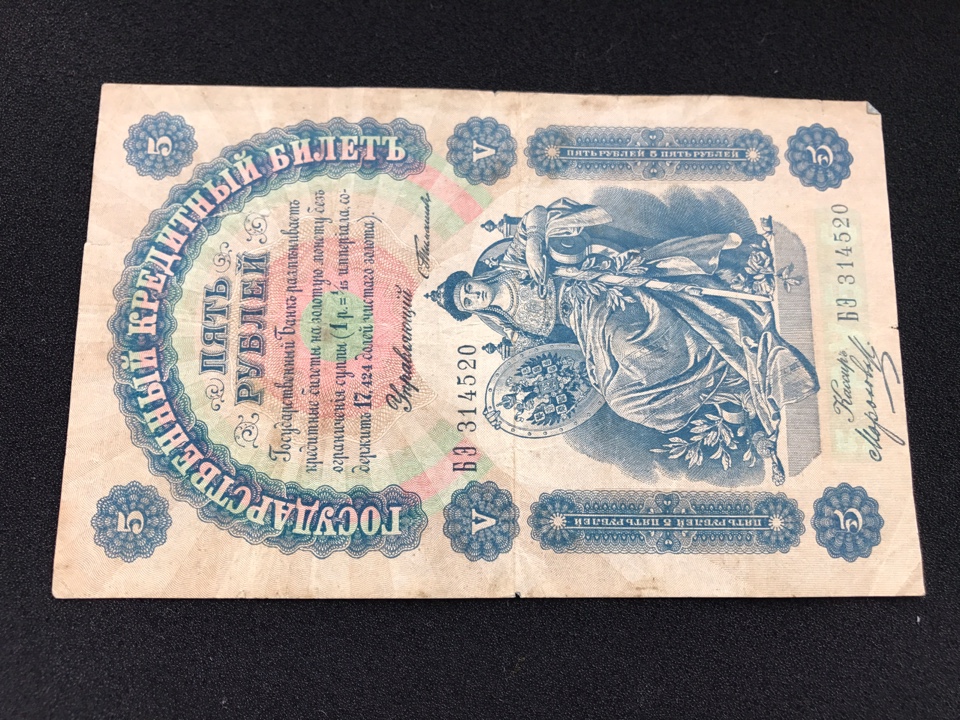 5
5
ГОСУДАРСТВЕННЫЙ КРЕДИТНЫЙ БИЛЕТЪ
ПЯТЬ
РУБЛЕЙ
Государственный Банкъ размѣниваетъ
кредитные билеты на золотую монету безъ
ограниченія суммы (1 р. = 1/15 имперіала, со-
держитъ 17,424 долей чистаго золота).
Управляющій
V
V
БЭ 314520
ПЯТЬ РУБЛЕЙ 5 ПЯТЬ РУБЛЕЙ
ПЯТЬ РУБЛЕЙ 5 ПЯТЬ РУБЛЕЙ
Кассиръ
БЭ 314520
5
5